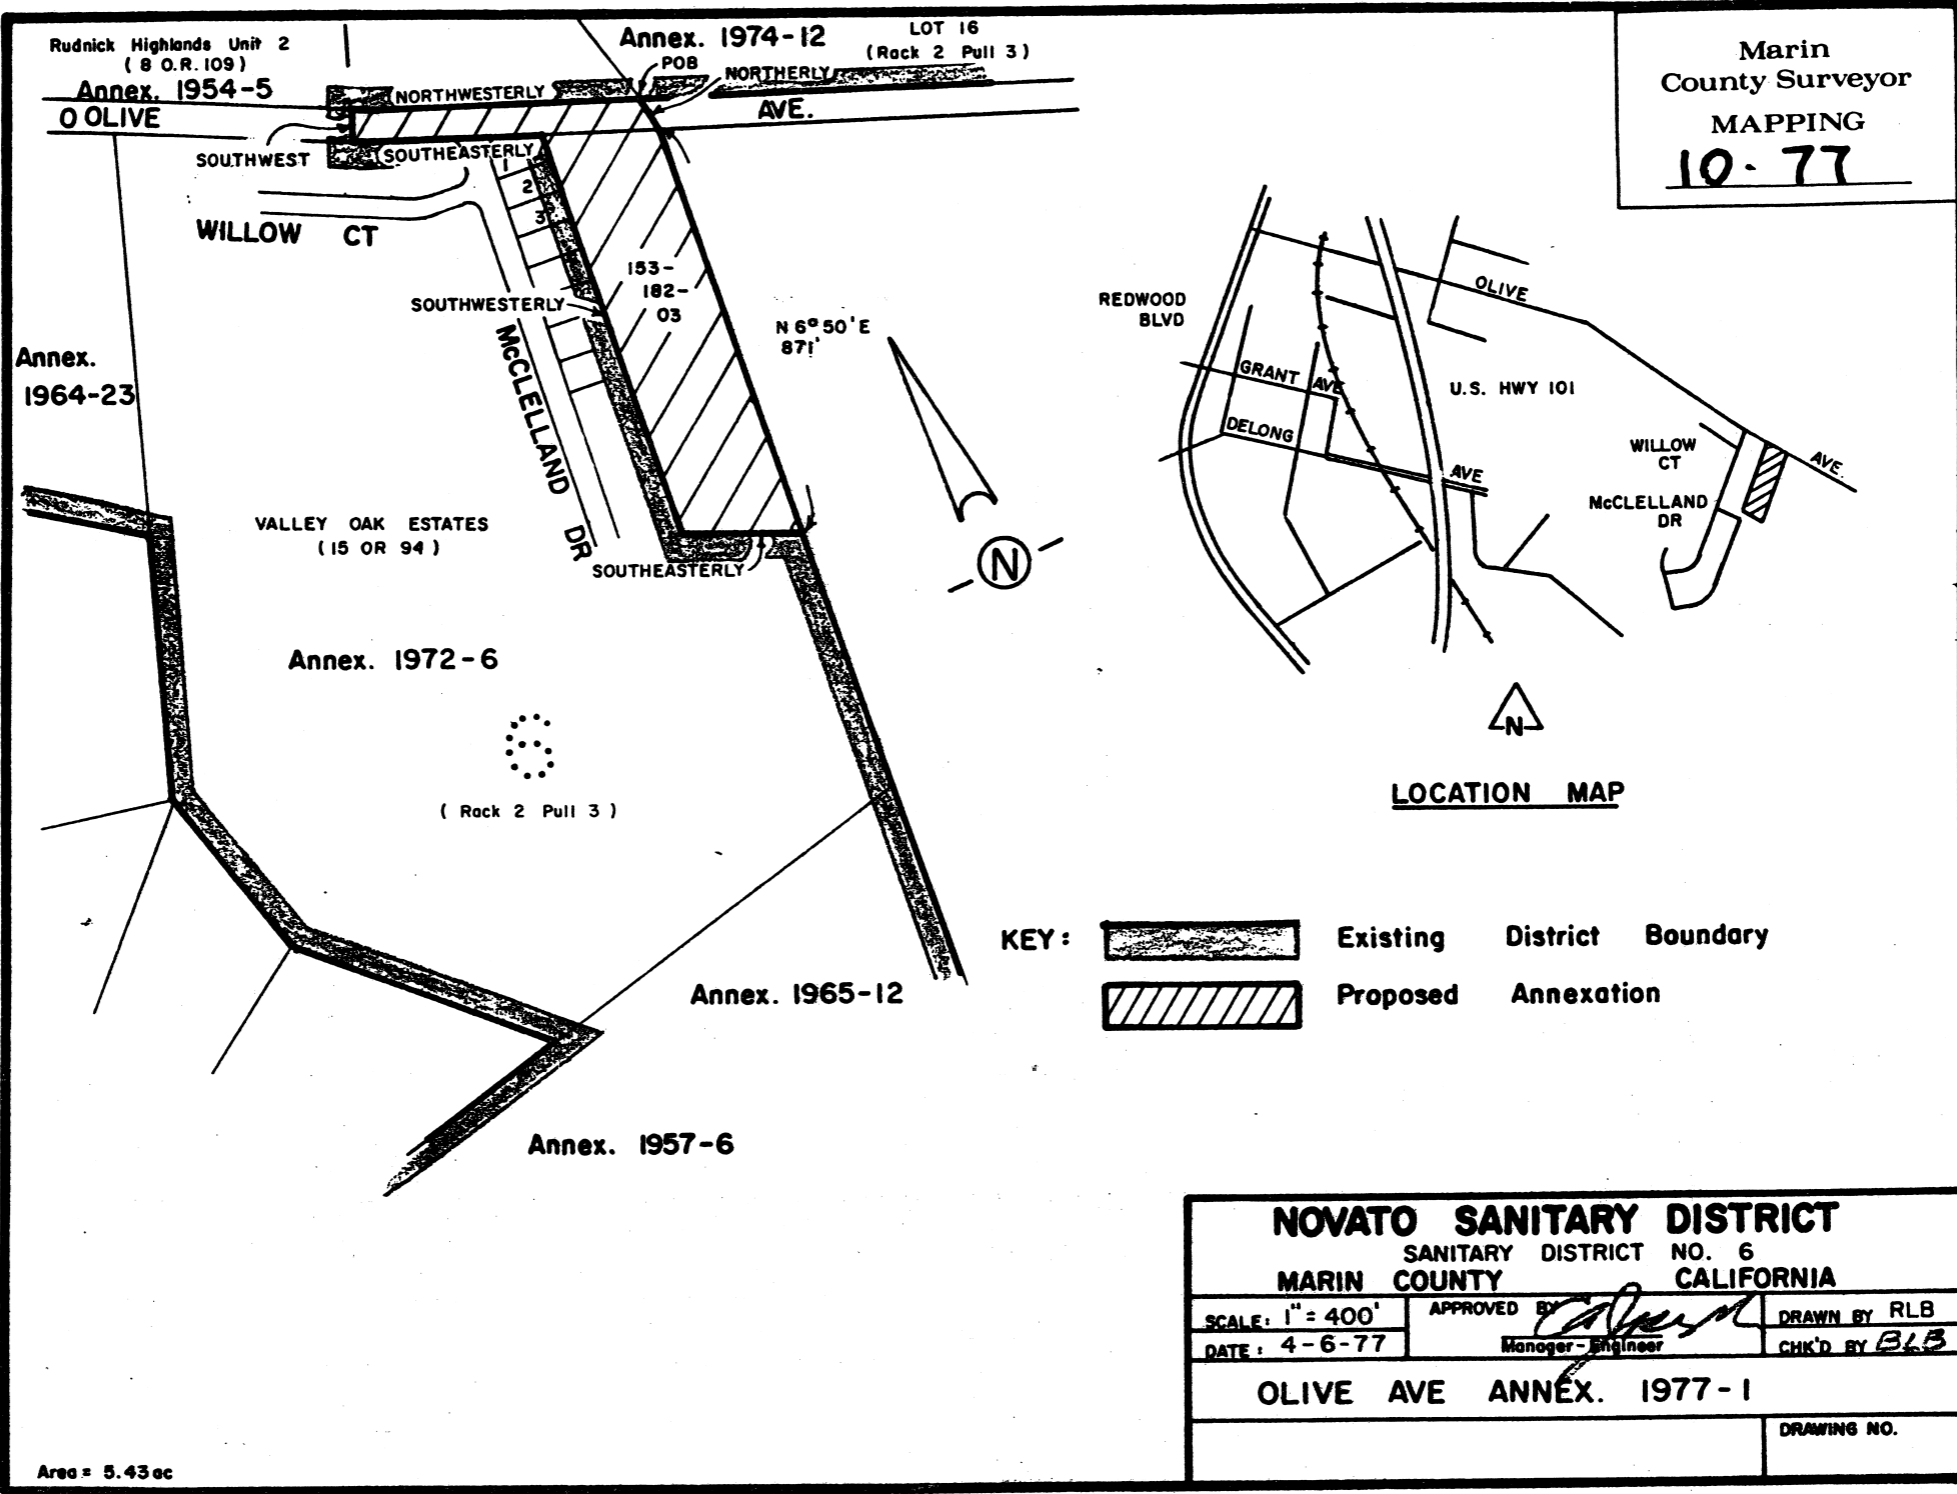 Rudnick Highlands Unit 2
( 8 O.R. 109 )
Annex. 1954-5
O OLIVE
AVE.
Annex. 1974-12
POB
LOT 16
(Rack 2 Pull 3)
NORTHWESTERLY
NORTHERLY
SOUTHWEST
SOUTHEASTERLY
1
2
3
WILLOW CT
153-
182-
03
SOUTHWESTERLY
McCLELLAND DR
N 6° 50' E
871'
Annex.
1964-23
VALLEY OAK ESTATES
( 15 OR 94 )
SOUTHEASTERLY
N
Annex. 1972-6
6
( Rack 2 Pull 3 )
Annex. 1965-12
Annex. 1957-6
Area = 5.43 ac
Marin
County Surveyor
MAPPING
10-77
REDWOOD
BLVD
OLIVE
GRANT AVE
U.S. HWY 101
DELONG
AVE
WILLOW
CT
AVE.
McCLELLAND
DR
N
LOCATION MAP
KEY:
Existing District Boundary
Proposed Annexation
NOVATO SANITARY DISTRICT
SANITARY DISTRICT NO. 6
MARIN COUNTY CALIFORNIA
SCALE: 1" = 400'
APPROVED BY
DRAWN BY RLB
DATE: 4-6-77
Manager-Engineer
CHK'D BY BLB
OLIVE AVE ANNEX. 1977-1
DRAWING NO.